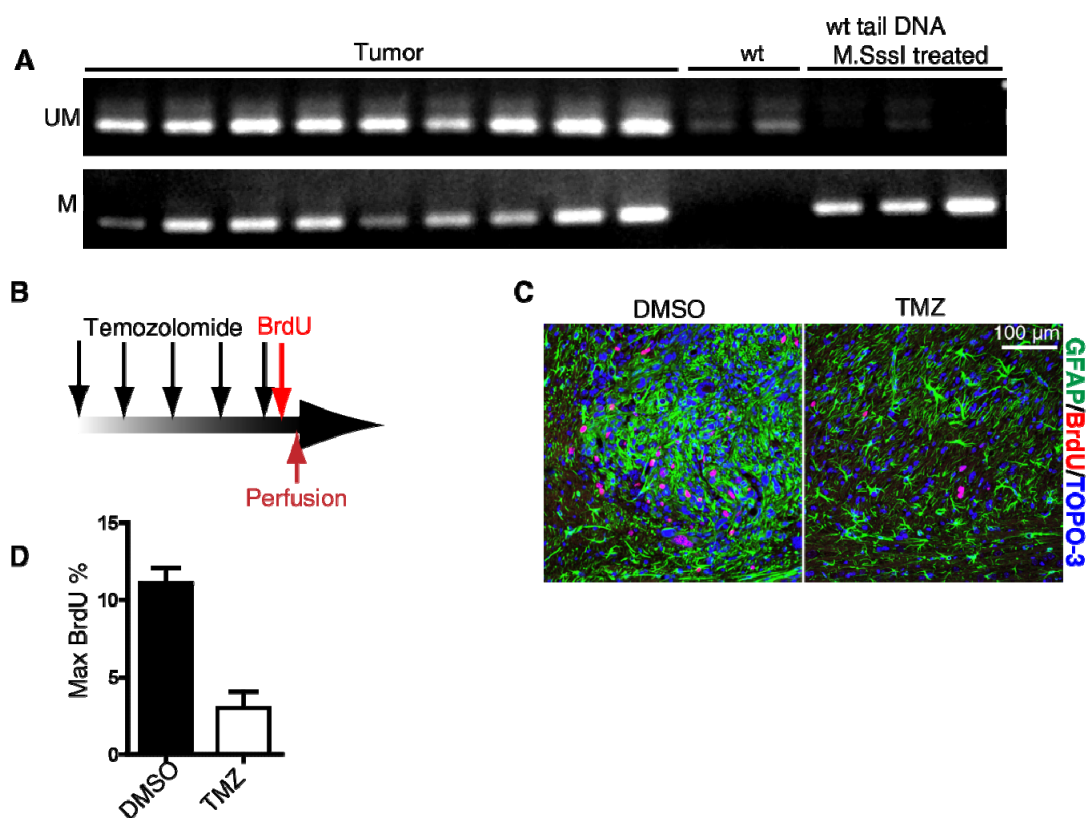 A
Tumor
wt
wt tail DNA
M.SssI treated
UM
M
B
Temozolomide
BrdU
Perfusion
C
DMSO
TMZ
100 µm
GFAP/BrdU/TOPO-3
D
Max BrdU %
15
10
5
0
DMSO
TMZ